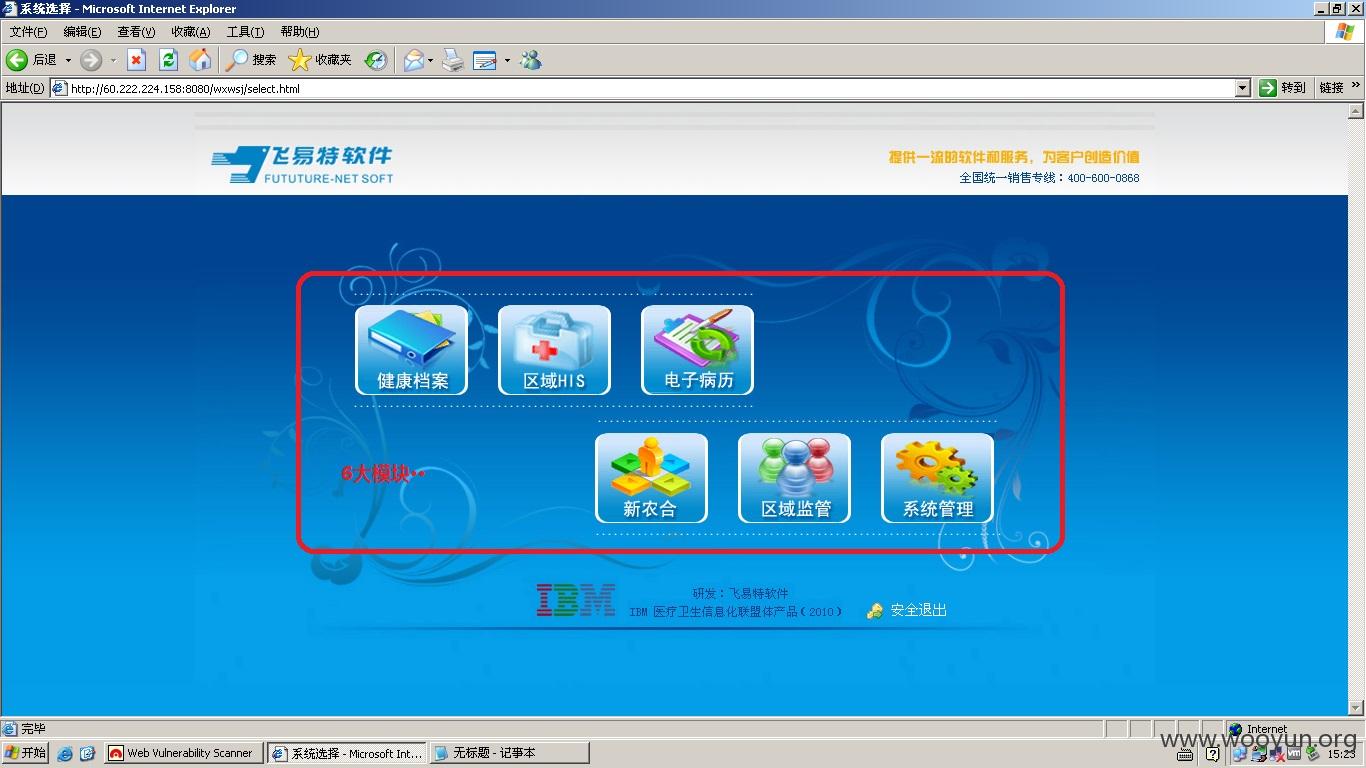 系统选择 - Microsoft Internet Explorer
文件(F) 编辑(E) 查看(V) 收藏(A) 工具(T) 帮助(H)
后退 搜索 收藏夹
地址(D) http://60.222.224.158:8080/wxwsj/select.html 转到 链接 »
飞易特软件
FUTUTURE-NET SOFT
提供一流的软件和服务，为客户创造价值
全国统一销售专线：400-600-0868
健康档案 区域HIS 电子病历
6大模块··
新农合 区域监管 系统管理
IBM
研发：飞易特软件
IBM 医疗卫生信息化联盟体产品（2010） 安全退出
完毕 Internet
www.wooyun.org
开始 Web Vulnerability Scanner 系统选择 - Microsoft Int... 无标题 - 记事本 15:23